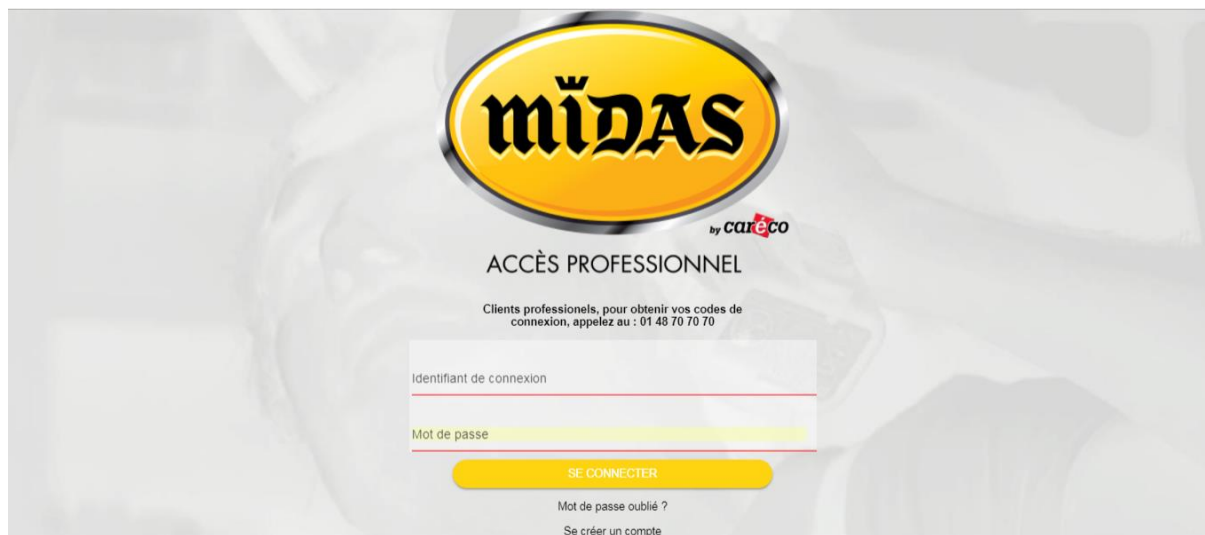 MIDAS
by caréco
ACCÈS PROFESSIONNEL
Clients professionels, pour obtenir vos codes de
connexion, appelez au : 01 48 70 70 70
Identifiant de connexion
Mot de passe
SE CONNECTER
Mot de passe oublié ?
Se créer un compte